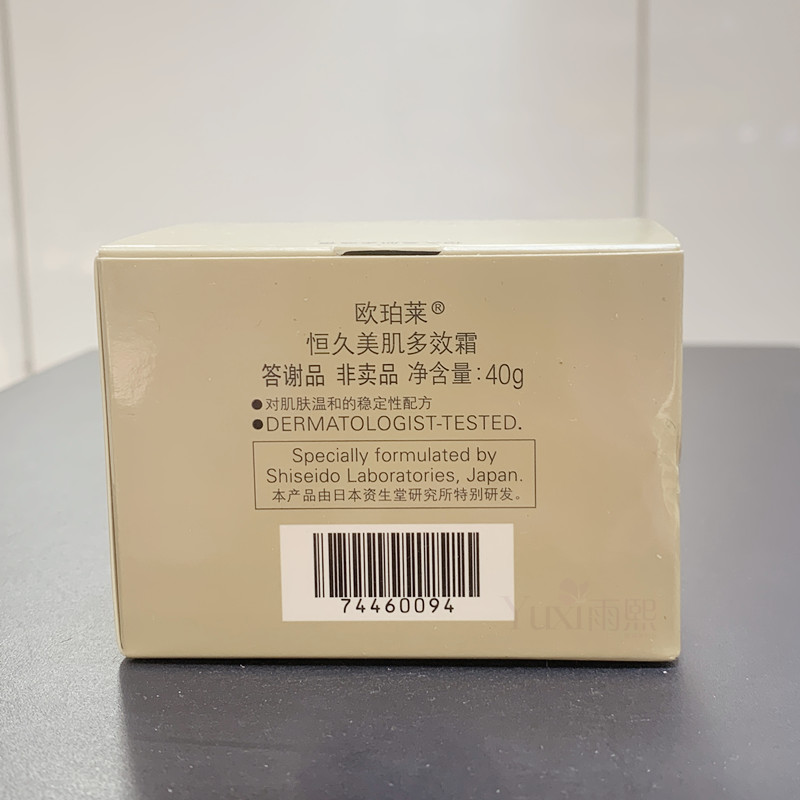 欧珀莱®
恒久美肌多效霜
答谢品 非卖品 净含量:40g
●对肌肤温和的稳定性配方
●DERMATOLOGIST-TESTED.
Specially formulated by
Shiseido Laboratories, Japan.
本产品由日本资生堂研究所特别研发。
74460094
Yuxi雨熙